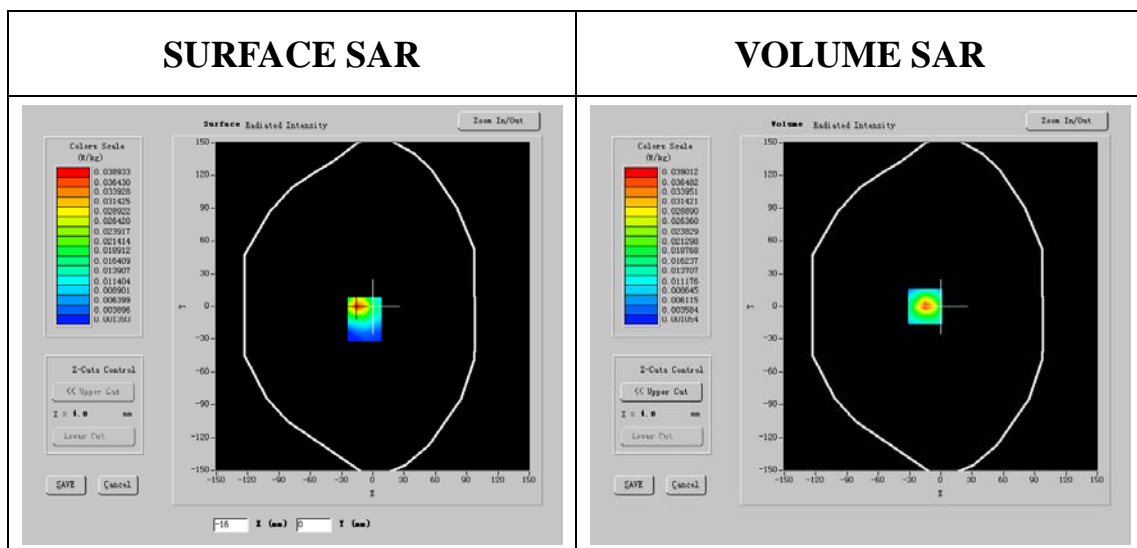 SURFACE SAR
VOLUME SAR
Surface Radiated Intensity
Zoom In/Out
Colors Scale
(W/kg)
0.038933
0.036430
0.033928
0.031425
0.028922
0.026420
0.023917
0.021414
0.018912
0.016409
0.013907
0.011404
0.008901
0.006399
0.003896
0.001393
150
120
90
60
30
0
-30
-60
-90
-120
-150
Y
-150 -120 -90 -60 -30 0 30 60 90 120 150
X
Z-Cuts Control
<< Upper Cut
Z = 4.0 mm
Lower Cut
SAVE Cancel
-16 X (mm) 0 Y (mm)
Volume Radiated Intensity
Zoom In/Out
Colors Scale
(W/kg)
0.039012
0.036482
0.033951
0.031421
0.028890
0.026360
0.023829
0.021298
0.018768
0.016237
0.013707
0.011176
0.008645
0.006115
0.003584
0.001054
150
120
90
60
30
0
-30
-60
-90
-120
-150
Y
-150 -120 -90 -60 -30 0 30 60 90 120 150
X
Z-Cuts Control
<< Upper Cut
Z = 4.0 mm
Lower Cut
SAVE Cancel